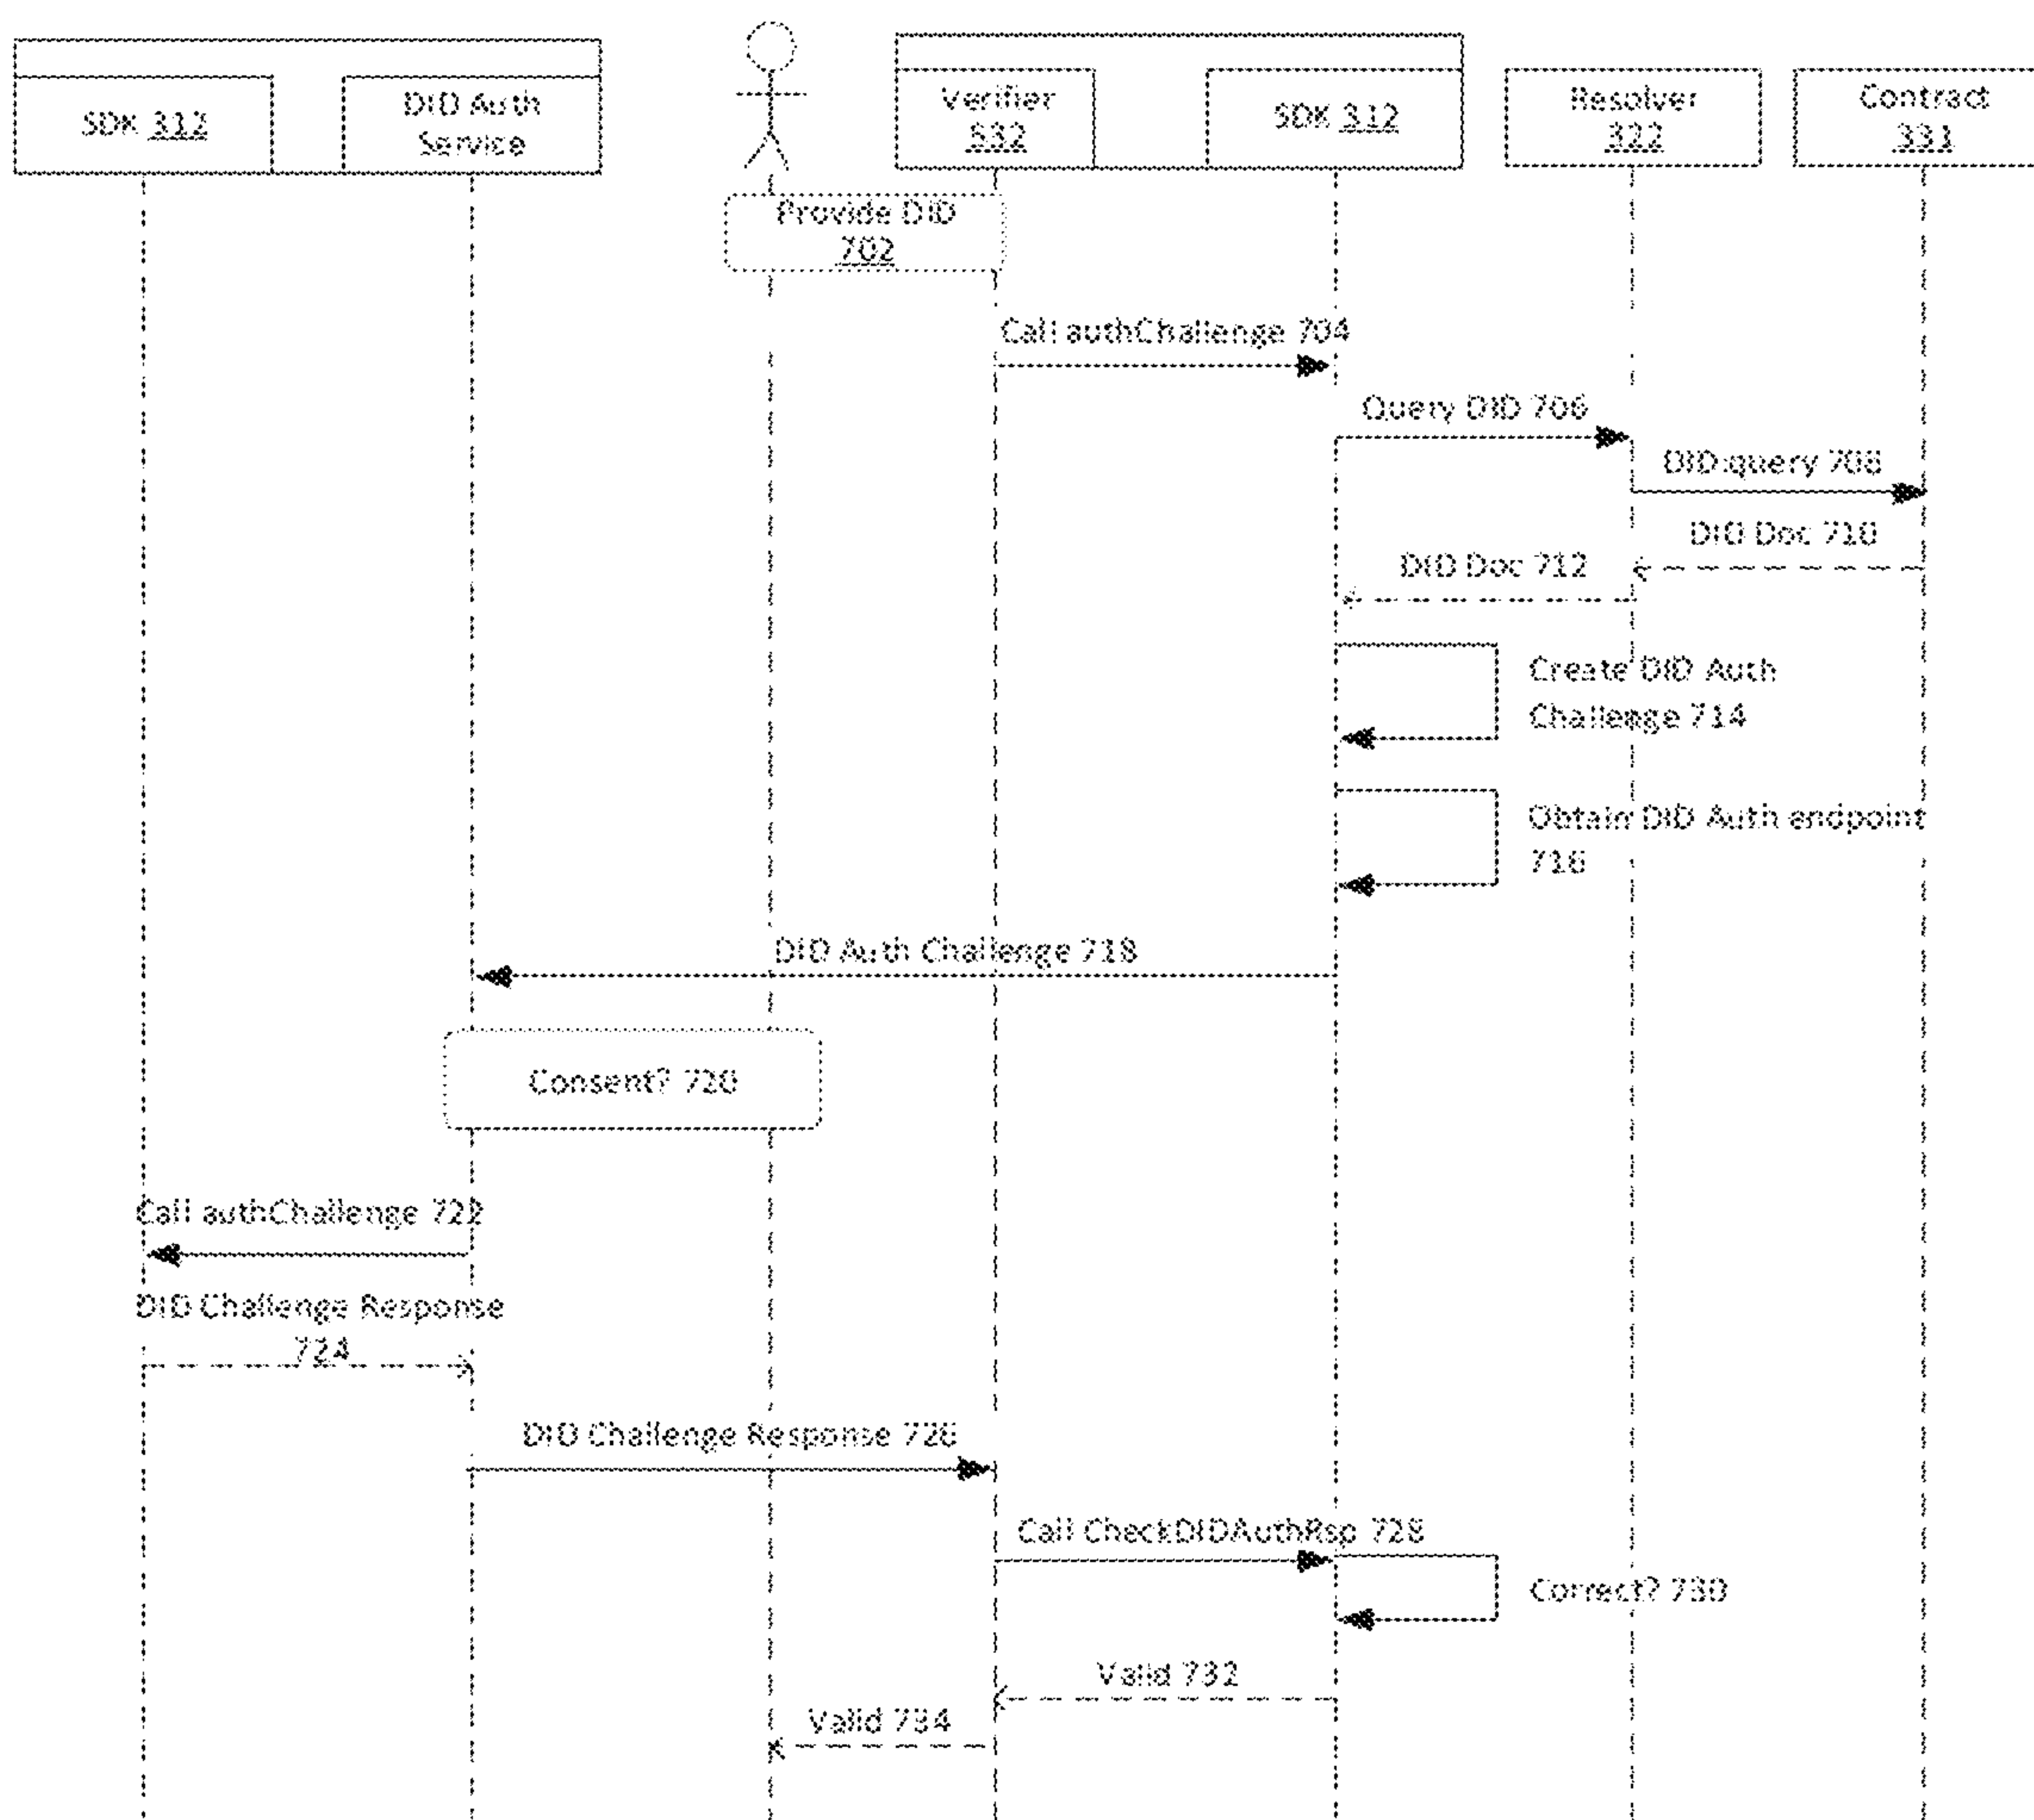 SDK 312
DID Auth
Service
Verifier
532
SDK 312
Resolver
322
Contract
331
Provide DID
702
Call authChallenge 704
Query DID 706
DID query 708
DID Doc 710
DID Doc 712
Create DID Auth
Challenge 714
Obtain DID Auth endpoint
716
DID Auth Challenge 718
Consent? 720
Call authChallenge 722
DID Challenge Response
724
DID Challenge Response 726
Call CheckDIDAuthRsp 728
Correct? 730
Valid 732
Valid 734